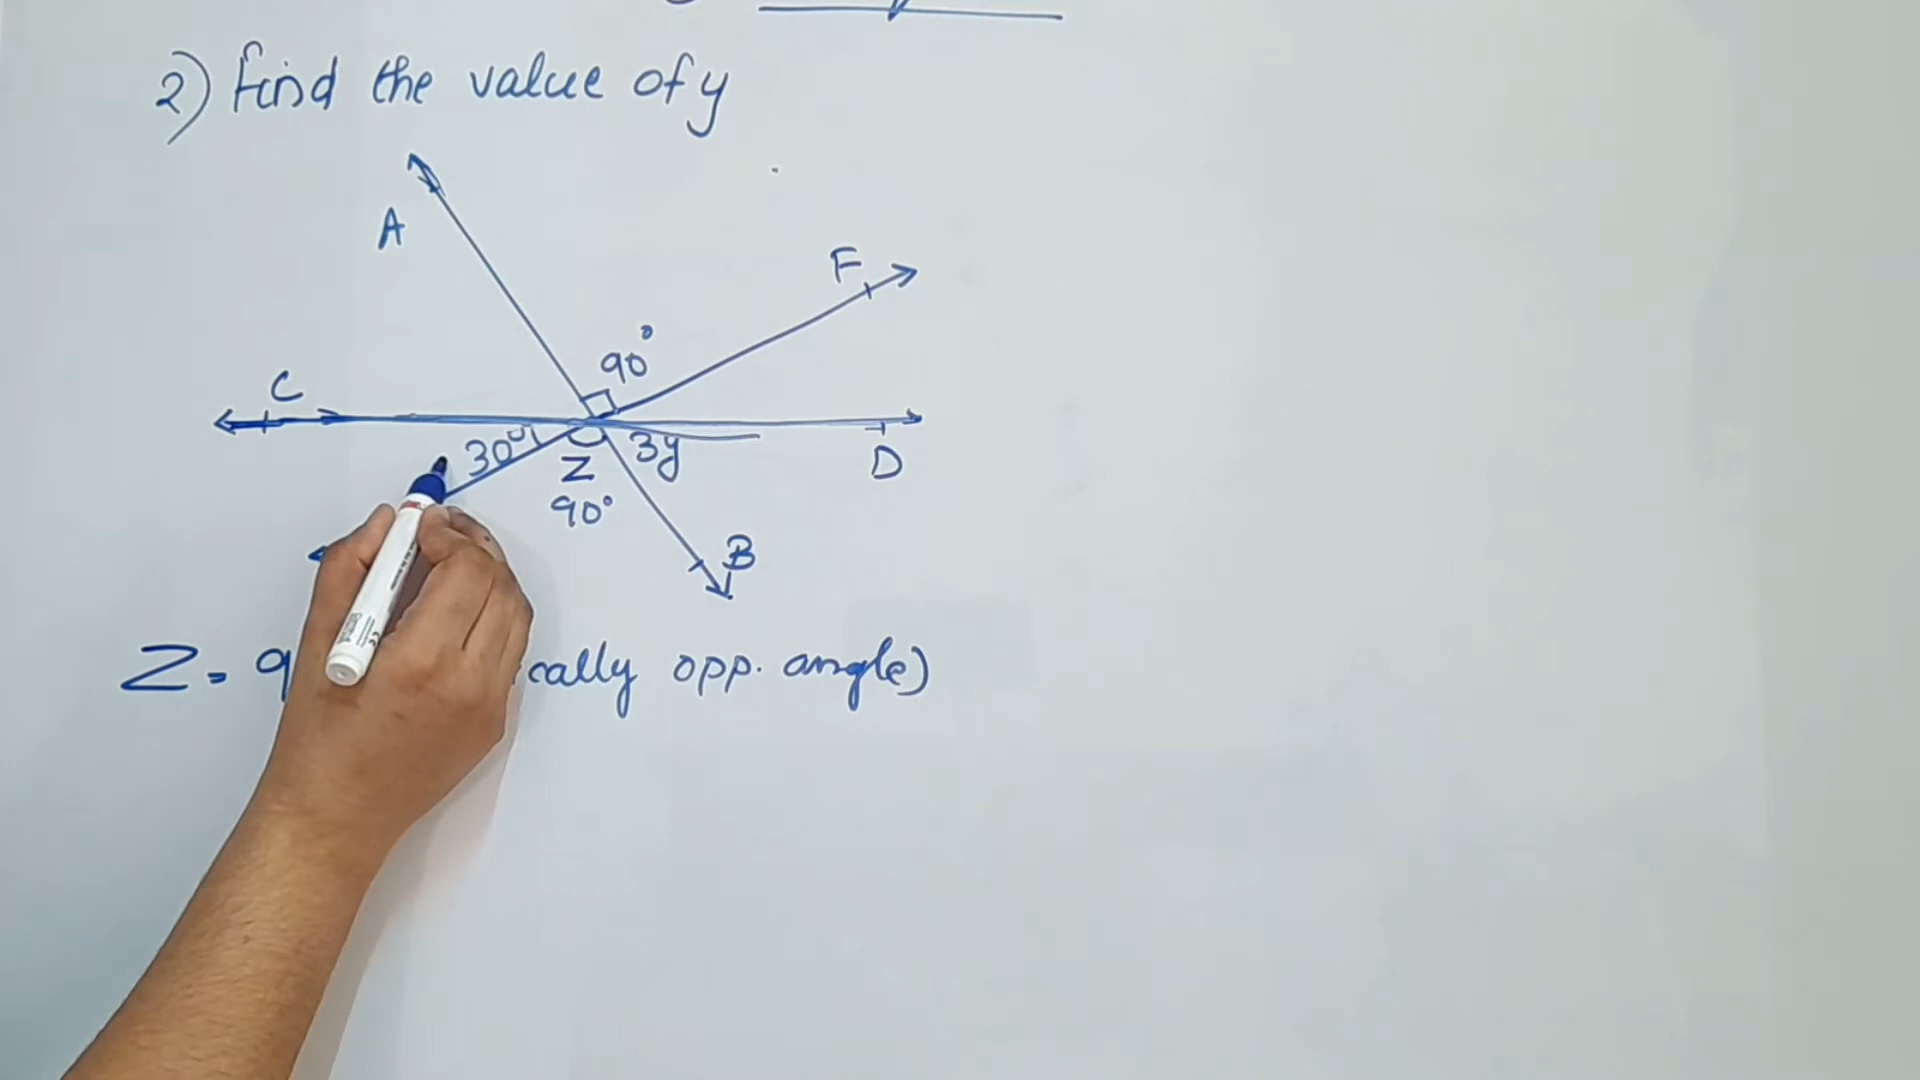 2) Find the value of y
A
F
90°
C
30°
3y
D
Z
90°
B
Z = 9 cally opp. angle)